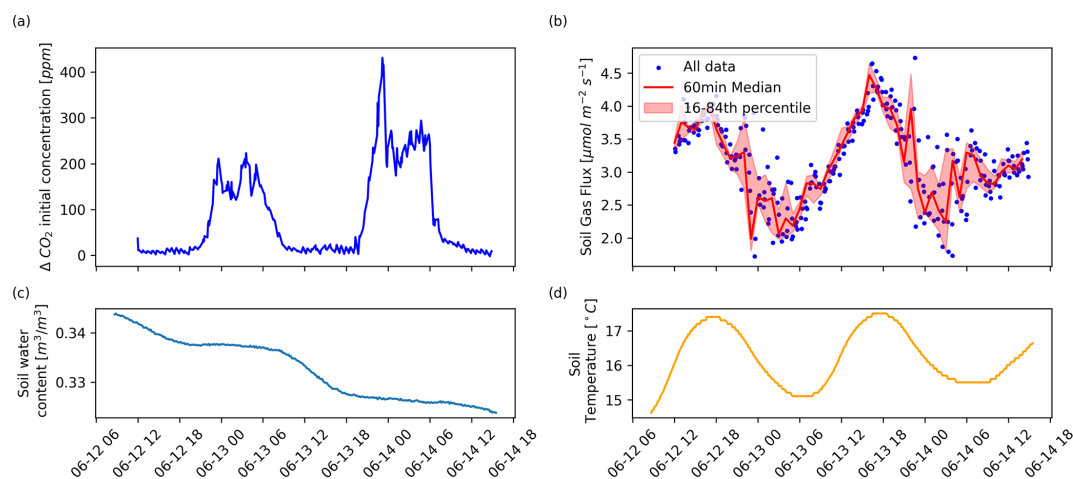 (a)
Δ CO₂ initial concentration [ppm]
400
300
200
100
0
(b)
Soil Gas Flux [μmol m⁻² s⁻¹]
4.5
4.0
3.5
3.0
2.5
2.0
All data
60min Median
16-84th percentile
(c)
Soil water
content [m³/m³]
0.34
0.33
06-12 06
06-12 12
06-12 18
06-13 00
06-13 06
06-13 12
06-13 18
06-14 00
06-14 06
06-14 12
06-14 18
(d)
Soil
Temperature [°C]
17
16
15
06-12 06
06-12 12
06-12 18
06-13 00
06-13 06
06-13 12
06-13 18
06-14 00
06-14 06
06-14 12
06-14 18